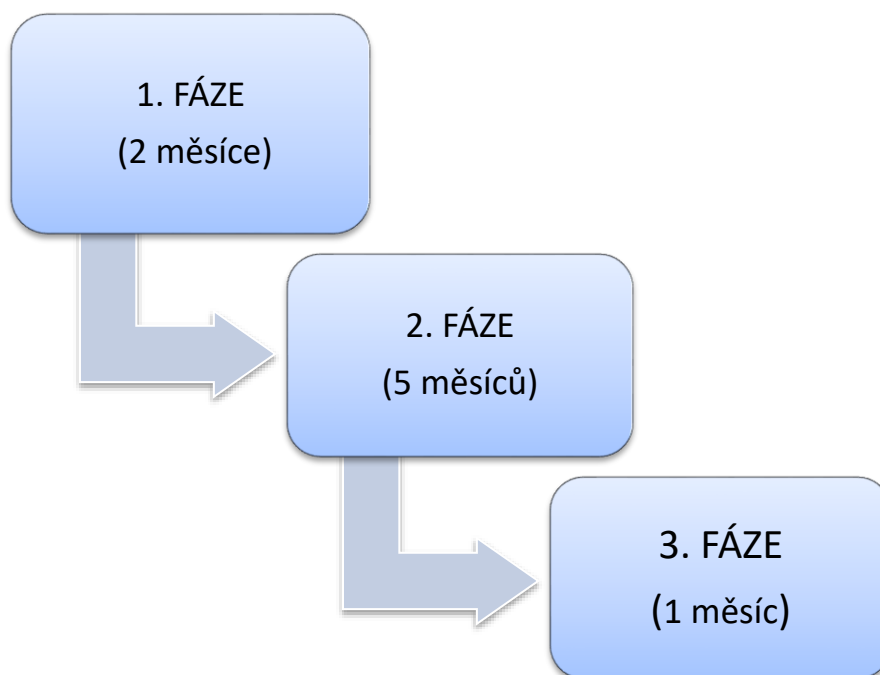 1. FÁZE
(2 měsíce)
2. FÁZE
(5 měsíců)
3. FÁZE
(1 měsíc)